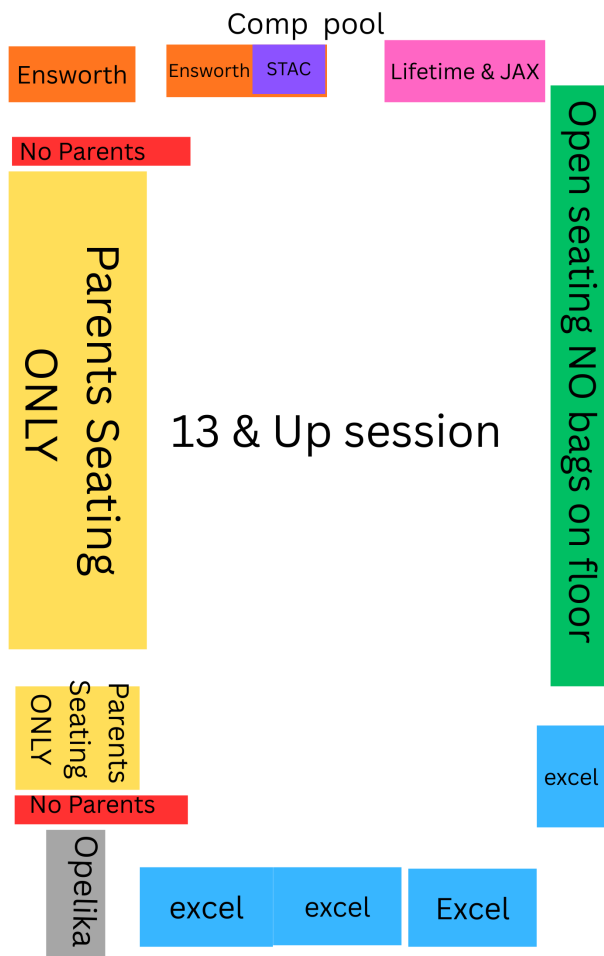 Comp pool
Ensworth
Ensworth
STAC
Lifetime & JAX
No Parents
Open seating NO bags on floor
Parents Seating
ONLY
13 & Up session
Parents
Seating
ONLY
excel
No Parents
Opelika
excel
excel
Excel